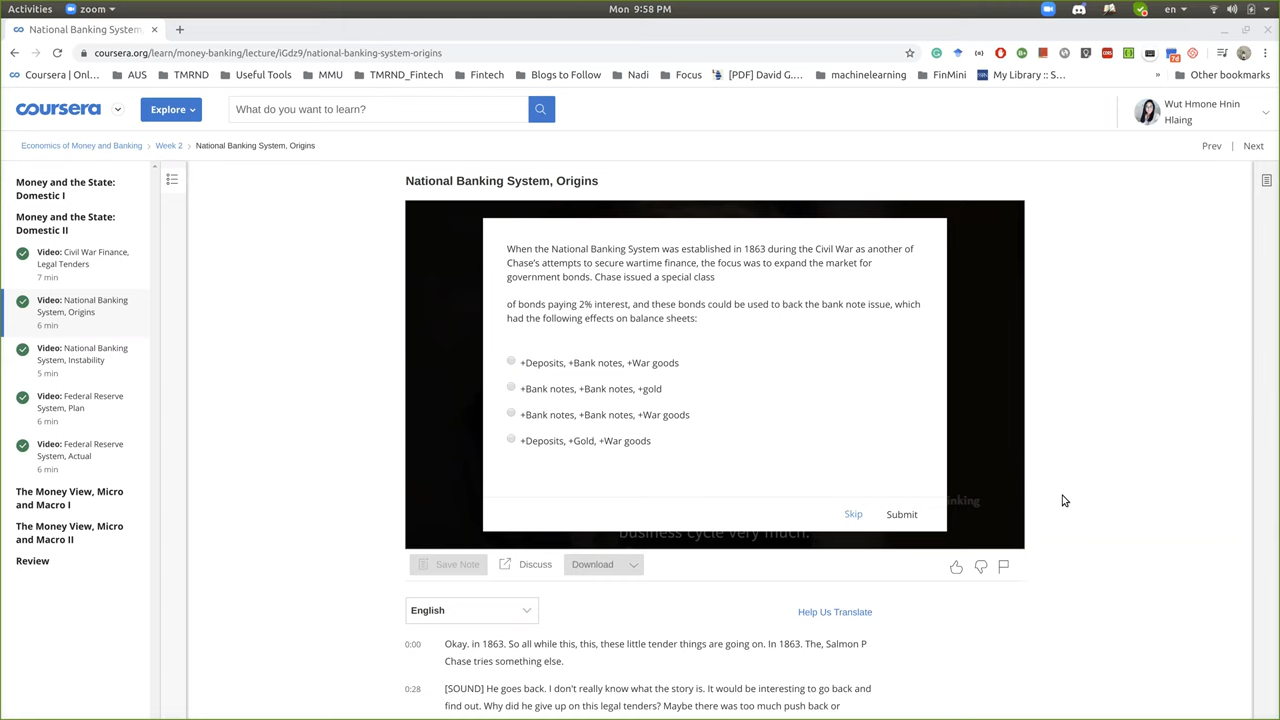 Activities
zoom
Mon 9:58 PM
en
National Banking System,
coursera.org/learn/money-banking/lecture/iGdz9/national-banking-system-origins
Coursera | Onl…
AUS
TMRND
Useful Tools
MMU
TMRND_Fintech
Fintech
Blogs to Follow
Nadi
Focus
[PDF] David G.…
machinelearning
FinMini
My Library :: S…
»
Other bookmarks
coursera
Explore
What do you want to learn?
Wut Hmone Hnin
Hlaing
Economics of Money and Banking > Week 2 > National Banking System, Origins
Prev | Next
Money and the State:
Domestic I
Money and the State:
Domestic II
Video: Civil War Finance,
Legal Tenders
7 min
Video: National Banking
System, Origins
6 min
Video: National Banking
System, Instability
5 min
Video: Federal Reserve
System, Plan
6 min
Video: Federal Reserve
System, Actual
6 min
The Money View, Micro
and Macro I
The Money View, Micro
and Macro II
Review
National Banking System, Origins
When the National Banking System was established in 1863 during the Civil War as another of
Chase's attempts to secure wartime finance, the focus was to expand the market for
government bonds. Chase issued a special class
of bonds paying 2% interest, and these bonds could be used to back the bank note issue, which
had the following effects on balance sheets:
+Deposits, +Bank notes, +War goods
+Bank notes, +Bank notes, +gold
+Bank notes, +Bank notes, +War goods
+Deposits, +Gold, +War goods
Skip
Submit
inking
business cycle very much.
Save Note
Discuss
Download
English
Help Us Translate
0:00
Okay. in 1863. So all while this, this, these little tender things are going on. In 1863. The, Salmon P
Chase tries something else.
0:28
[SOUND] He goes back. I don't really know what the story is. It would be interesting to go back and
find out. Why did he give up on this legal tenders? Maybe there was too much push back or